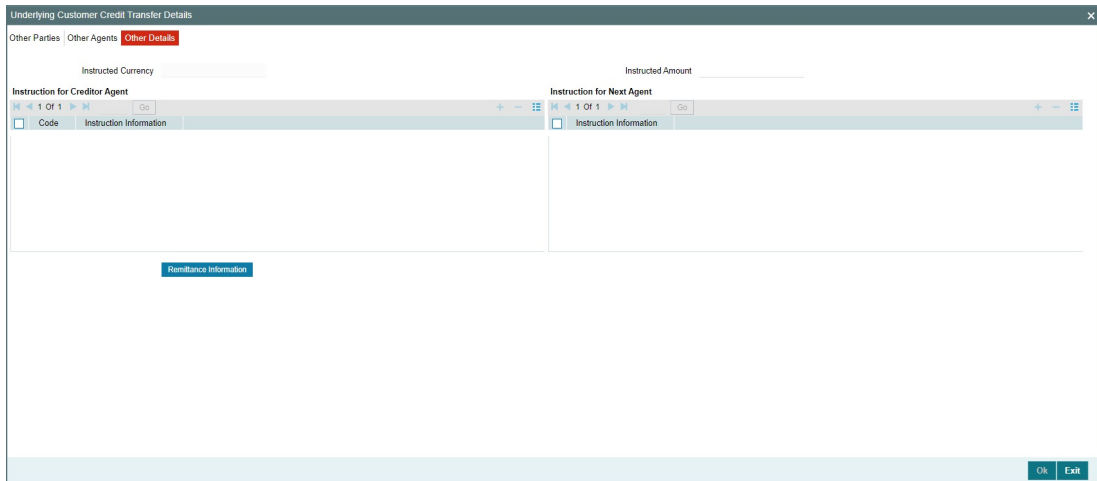 Underlying Customer Credit Transfer Details
Other Parties Other Agents Other Details
Instructed Currency Instructed Amount
Instruction for Creditor Agent Instruction for Next Agent
1 Of 1 Go 1 Of 1 Go
Code Instruction Information Instruction Information
Remittance Information
Ok Exit